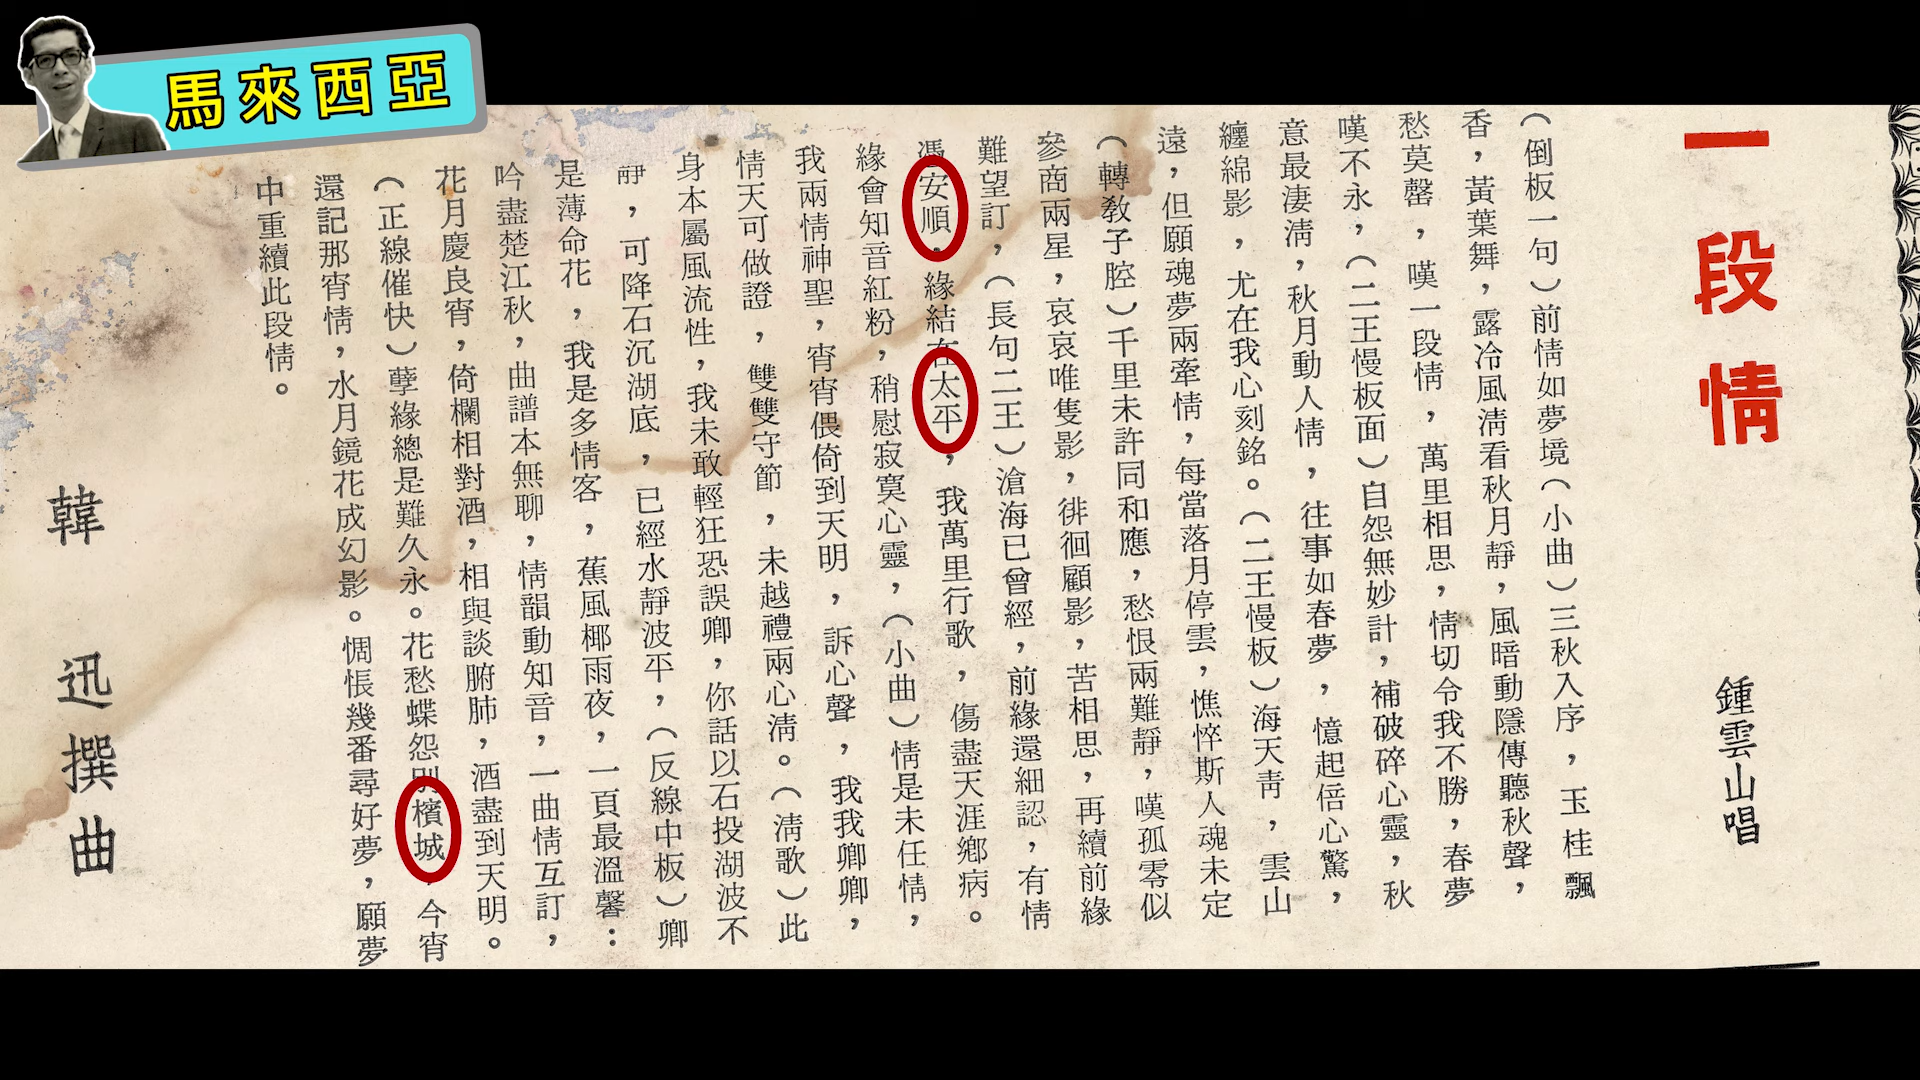 馬來西亞
一段情
鍾雲山唱
（倒板一句）前情如夢境（小曲）三秋入序，玉桂飄
香，黃葉舞，露冷風淸看秋月靜，風暗動隱傳聽秋聲，
愁莫罄，嘆一段情，萬里相思，情切令我不勝，春夢
嘆不永，（二王慢板面）自怨無妙計，補破碎心靈，秋
意最淒淸，秋月動人情，往事如春夢，憶起倍心驚，
纏綿影，尤在我心刻銘。（二王慢板）海天靑，雲山
遠，但願魂夢兩牽情，每當落月停雲，憔悴斯人魂未定
（轉教子腔）千里未許同和應，愁恨兩難靜，嘆孤零似
參商兩星，哀哀唯隻影，徘徊顧影，苦相思，再續前緣
難望訂，（長句二王）滄海已曾經，前緣還細認，有情
憑安順，緣結在太平，我萬里行歌，傷盡天涯鄕病。
緣會知音紅粉，稍慰寂寞心靈，（小曲）情是未任情，
我兩情神聖，宵宵偎倚到天明，訴心聲，我我卿卿，
情天可做證，雙雙守節，未越禮兩心淸。（淸歌）此
身本屬風流性，我未敢輕狂恐誤卿，你話以石投湖波不
靜，可降石沉湖底，已經水靜波平，（反線中板）卿
是薄命花，我是多情客，蕉風椰雨夜，一頁最溫馨：
吟盡楚江秋，曲譜本無聊，情韻動知音，一曲情互訂，
花月慶良宵，倚欄相對酒，相與談腑肺，酒盡到天明。
（正線催快）孽緣總是難久永。花愁蝶怨別檳城，今宵
還記那宵情，水月鏡花成幻影。惆悵幾番尋好夢，願夢
中重續此段情。
韓迅撰曲